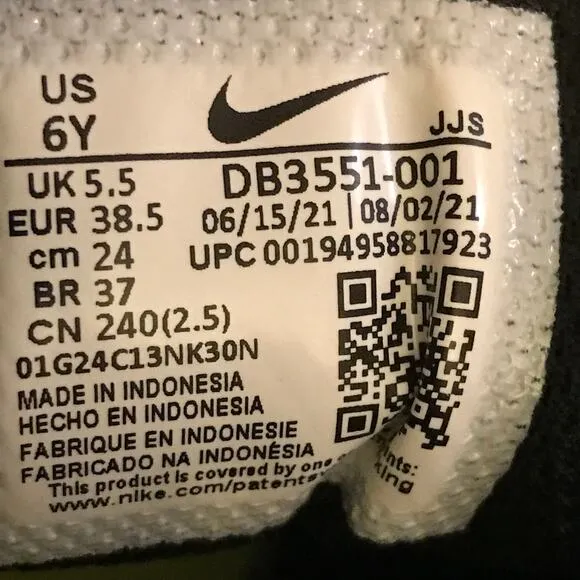 US
6Y
JJS
UK 5.5
EUR 38.5
cm 24
BR 37
CN 240(2.5)
DB3551-001
06/15/21 | 08/02/21
UPC 00194958817923
01G24C13NK30N
MADE IN INDONESIA
HECHO EN INDONESIA
FABRIQUE EN INDONESIE
FABRICADO NA INDONÉSIA
This product is covered by one
www.nike.com/patents